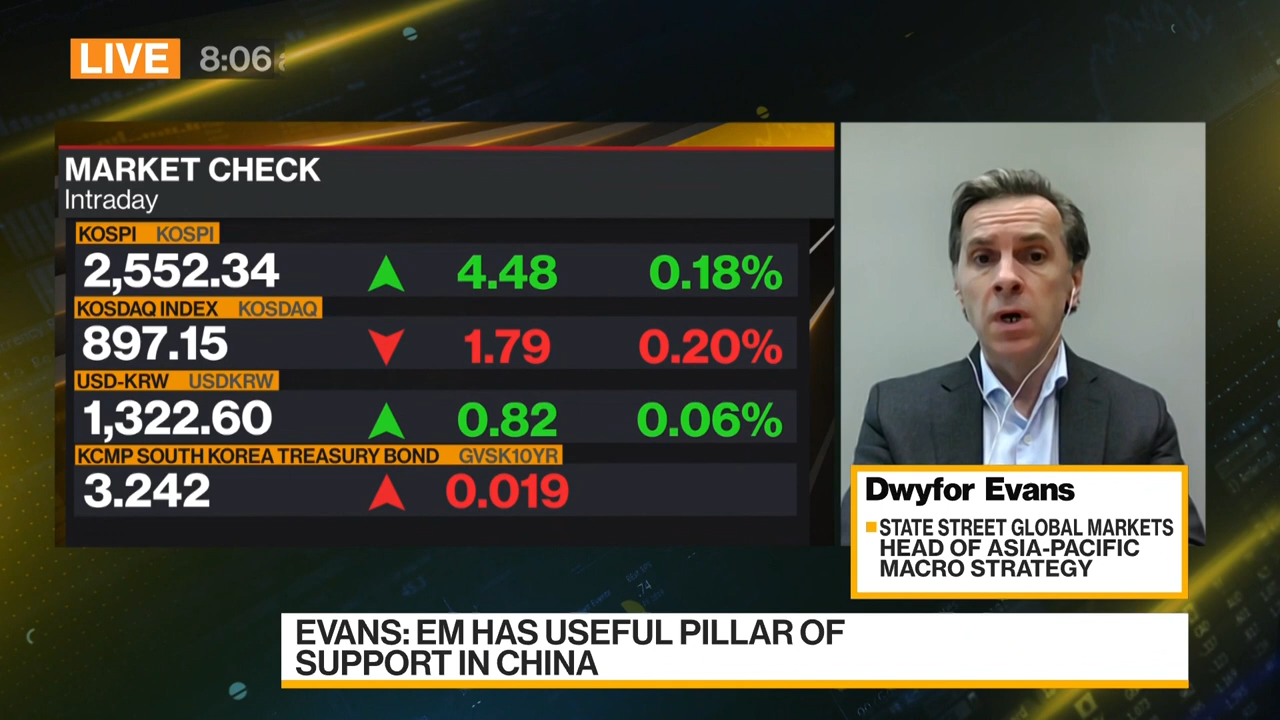 LIVE 8:06
MARKET CHECK
Intraday
KOSPI KOSPI
2,552.34 4.48 0.18%
KOSDAQ INDEX KOSDAQ
897.15 1.79 0.20%
USD-KRW USDKRW
1,322.60 0.82 0.06%
KCMP SOUTH KOREA TREASURY BOND GVSK10YR
3.242 0.019
Dwyfor Evans
STATE STREET GLOBAL MARKETS
HEAD OF ASIA-PACIFIC
MACRO STRATEGY
EVANS: EM HAS USEFUL PILLAR OF
SUPPORT IN CHINA